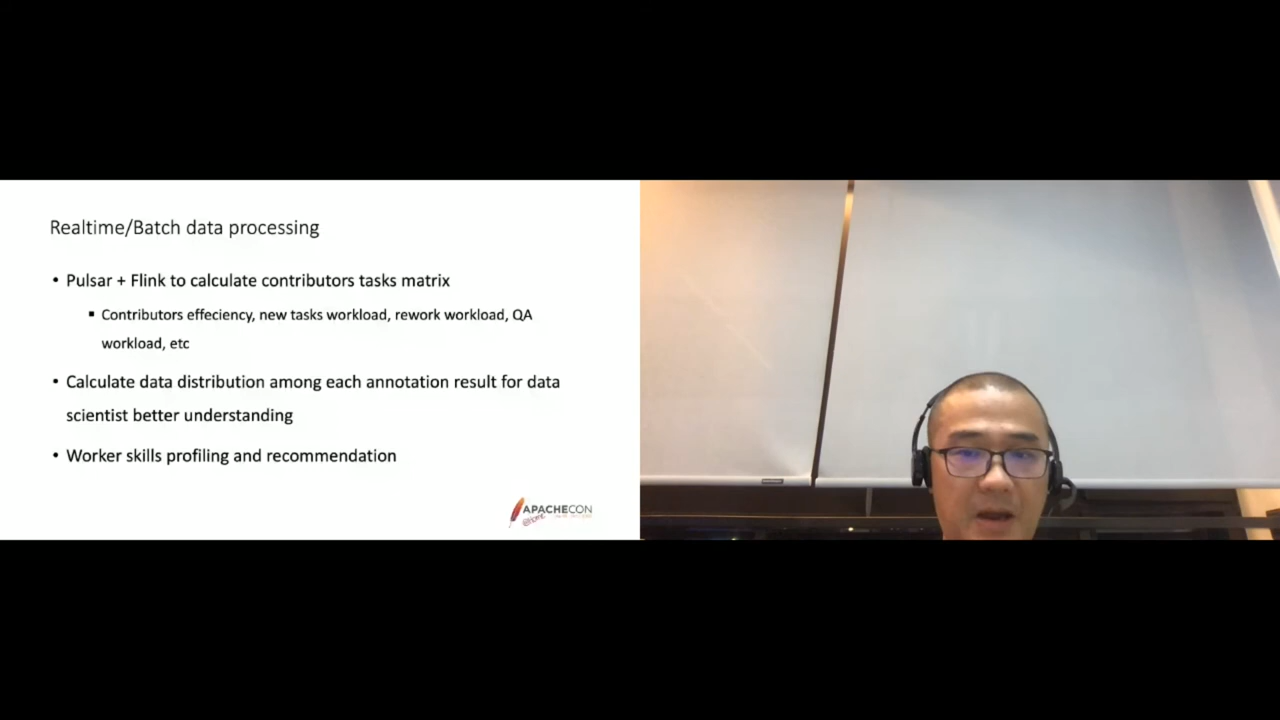 Realtime/Batch data processing
• Pulsar + Flink to calculate contributors tasks matrix
▪ Contributors effeciency, new tasks workload, rework workload, QA
workload, etc
• Calculate data distribution among each annotation result for data
scientist better understanding
• Worker skills profiling and recommendation
APACHECON
@Home